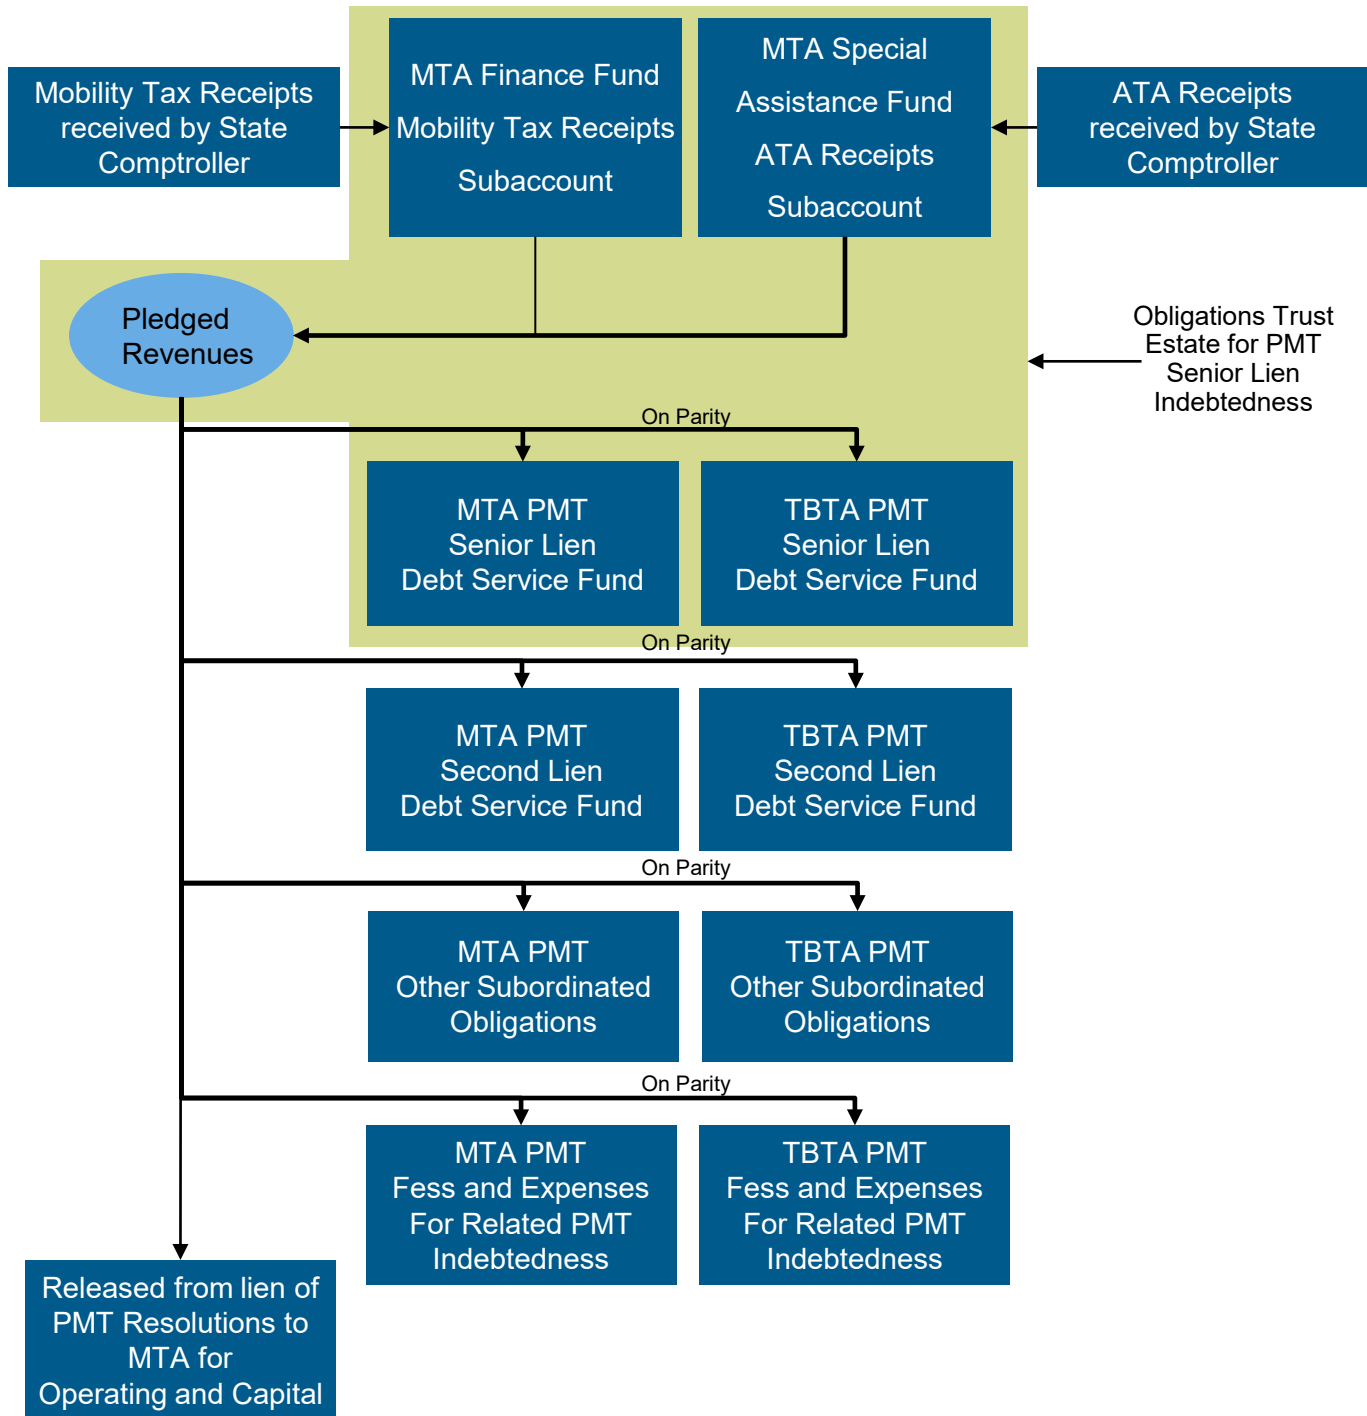 Mobility Tax Receipts
received by State
Comptroller
MTA Finance Fund
Mobility Tax Receipts
Subaccount
MTA Special
Assistance Fund
ATA Receipts
Subaccount
ATA Receipts
received by State
Comptroller
Pledged
Revenues
Obligations Trust
Estate for PMT
Senior Lien
Indebtedness
On Parity
MTA PMT
Senior Lien
Debt Service Fund
TBTA PMT
Senior Lien
Debt Service Fund
On Parity
MTA PMT
Second Lien
Debt Service Fund
TBTA PMT
Second Lien
Debt Service Fund
On Parity
MTA PMT
Other Subordinated
Obligations
TBTA PMT
Other Subordinated
Obligations
On Parity
MTA PMT
Fess and Expenses
For Related PMT
Indebtedness
TBTA PMT
Fess and Expenses
For Related PMT
Indebtedness
Released from lien of
PMT Resolutions to
MTA for
Operating and Capital